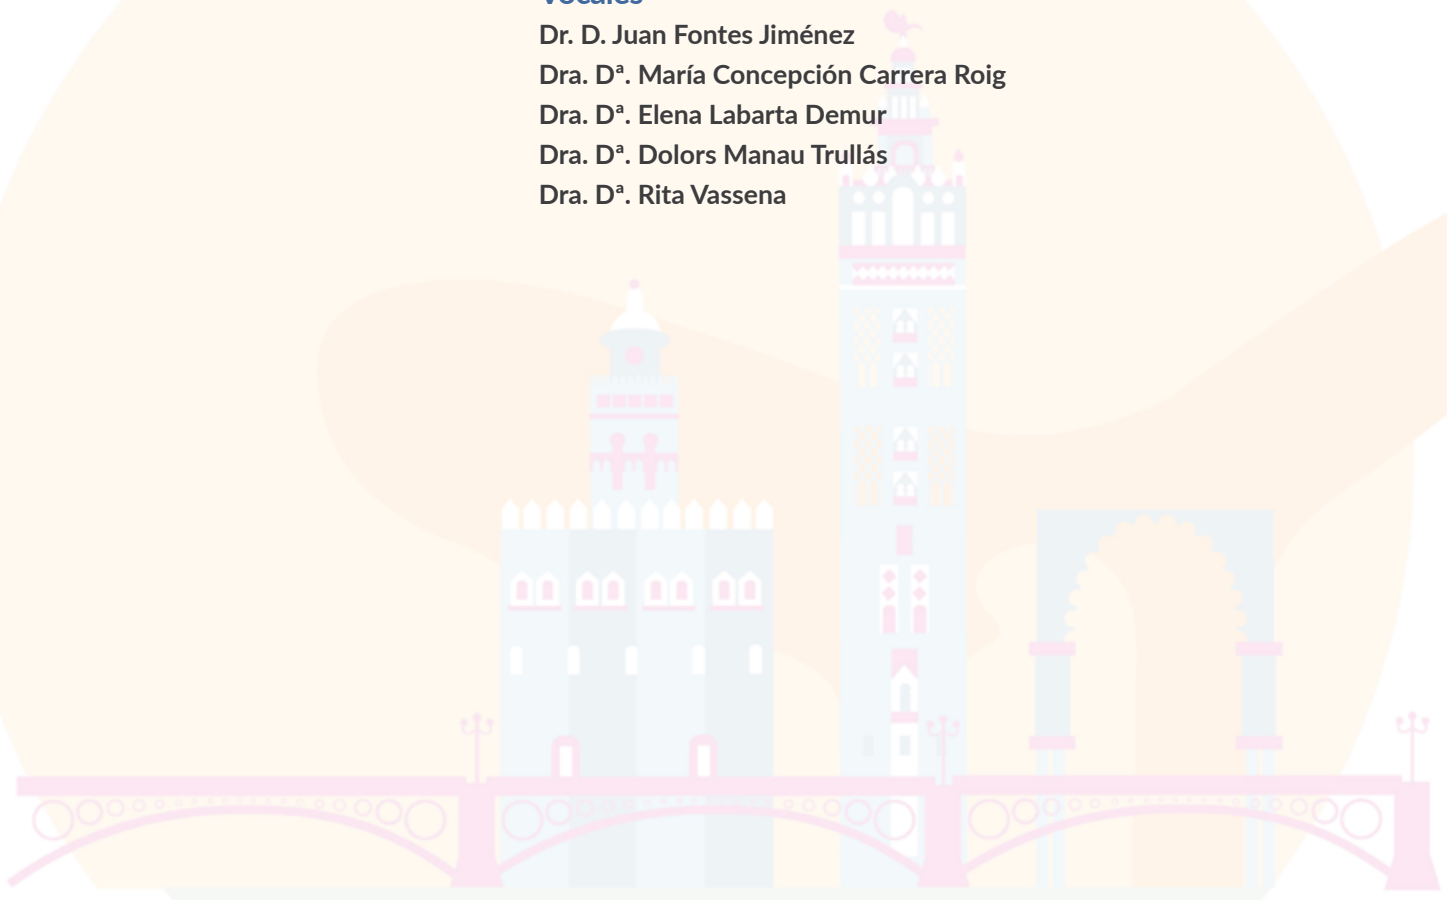 Vocales
Dr. D. Juan Fontes Jiménez
Dra. Dª. María Concepción Carrera Roig
Dra. Dª. Elena Labarta Demur
Dra. Dª. Dolors Manau Trullás
Dra. Dª. Rita Vassena